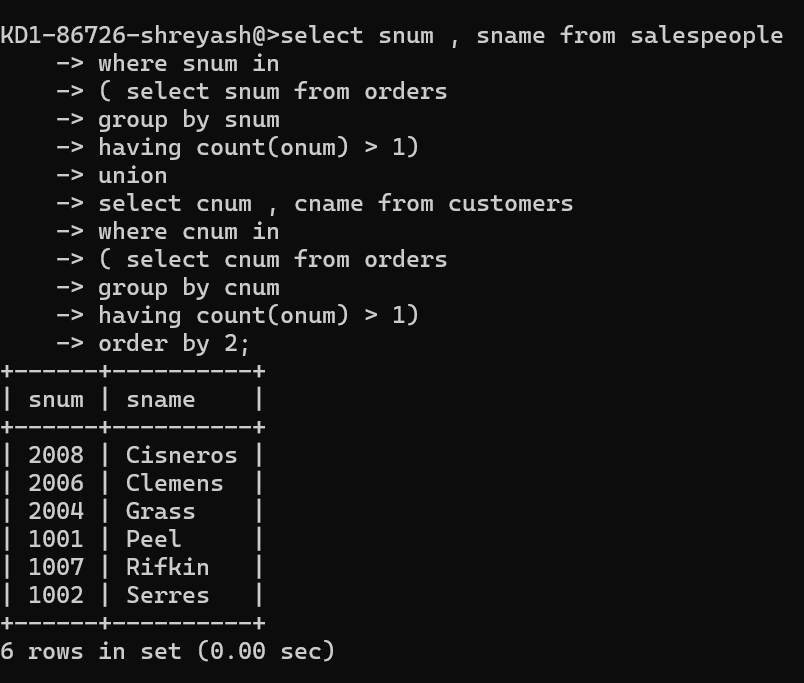 KD1-86726-shreyash@>select snum , sname from salespeople
    -> where snum in
    -> ( select snum from orders
    -> group by snum
    -> having count(onum) > 1)
    -> union
    -> select cnum , cname from customers
    -> where cnum in
    -> ( select cnum from orders
    -> group by cnum
    -> having count(onum) > 1)
    -> order by 2;
+------+----------+
| snum | sname    |
+------+----------+
| 2008 | Cisneros |
| 2006 | Clemens  |
| 2004 | Grass    |
| 1001 | Peel     |
| 1007 | Rifkin   |
| 1002 | Serres   |
+------+----------+
6 rows in set (0.00 sec)